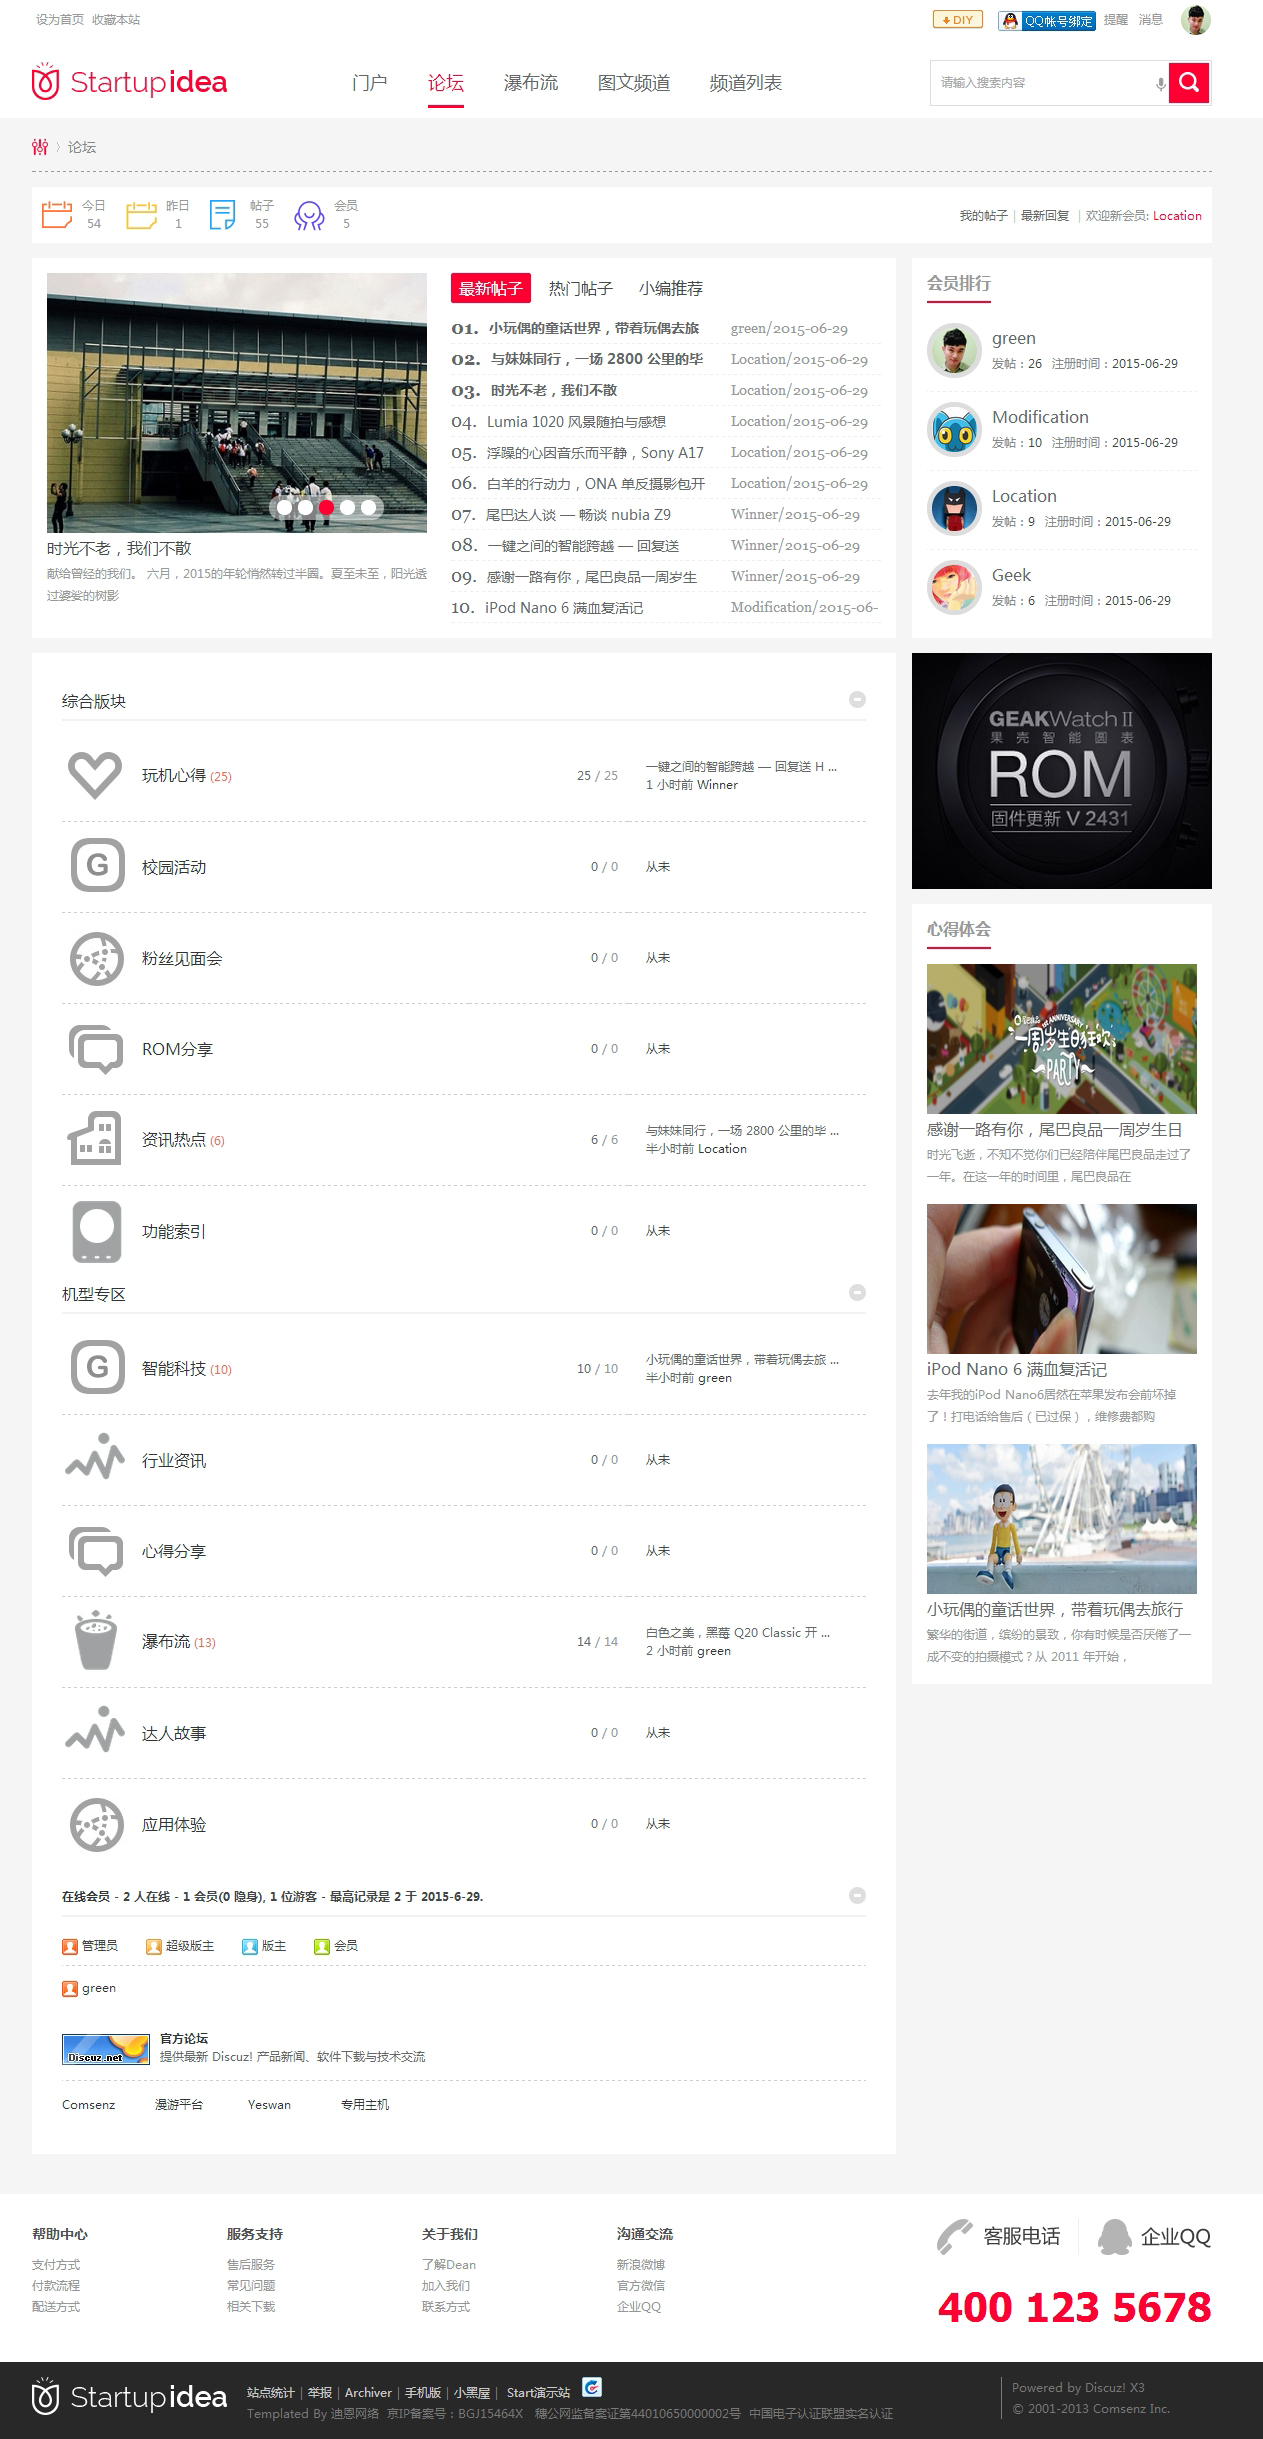 设为首页 收藏本站
DIY QQ帐号绑定 提醒 消息
Startup idea
门户 论坛 瀑布流 图文频道 频道列表
请输入搜索内容
论坛
今日 54
昨日 1
帖子 55
会员 5
我的帖子 | 最新回复 | 欢迎新会员: Location
时光不老，我们不散
献给曾经的我们。 六月，2015的年轮悄然转过半圈。夏至未至，阳光透
过婆娑的树影
最新帖子 热门帖子 小编推荐
01. 小玩偶的童话世界，带着玩偶去旅 green/2015-06-29
02. 与妹妹同行，一场 2800 公里的毕 Location/2015-06-29
03. 时光不老，我们不散 Location/2015-06-29
04. Lumia 1020 风景随拍与感想 Location/2015-06-29
05. 浮躁的心因音乐而平静，Sony A17 Location/2015-06-29
06. 白羊的行动力，ONA 单反摄影包开 Location/2015-06-29
07. 尾巴达人谈 — 畅谈 nubia Z9 Winner/2015-06-29
08. 一键之间的智能跨越 — 回复送 Winner/2015-06-29
09. 感谢一路有你，尾巴良品一周岁生 Winner/2015-06-29
10. iPod Nano 6 满血复活记 Modification/2015-06-
会员排行
green
发帖：26 注册时间：2015-06-29
Modification
发帖：10 注册时间：2015-06-29
Location
发帖：9 注册时间：2015-06-29
Geek
发帖：6 注册时间：2015-06-29
综合版块
玩机心得 (25) 25 / 25 一键之间的智能跨越 — 回复送 H ...
1 小时前 Winner
G 校园活动 0 / 0 从未
粉丝见面会 0 / 0 从未
ROM分享 0 / 0 从未
资讯热点 (6) 6 / 6 与妹妹同行，一场 2800 公里的毕 ...
半小时前 Location
功能索引 0 / 0 从未
机型专区
G 智能科技 (10) 10 / 10 小玩偶的童话世界，带着玩偶去旅 ...
半小时前 green
行业资讯 0 / 0 从未
心得分享 0 / 0 从未
瀑布流 (13) 14 / 14 白色之美，黑莓 Q20 Classic 开 ...
2 小时前 green
达人故事 0 / 0 从未
应用体验 0 / 0 从未
在线会员 - 2 人在线 - 1 会员(0 隐身), 1 位游客 - 最高记录是 2 于 2015-6-29.
管理员 超级版主 版主 会员
green
Discuz.net
官方论坛
提供最新 Discuz! 产品新闻、软件下载与技术交流
Comsenz 漫游平台 Yeswan 专用主机
GEAKWatch II
果壳智能圆表
ROM
固件更新 V 2431
心得体会
1ST ANNIVERSARY
一周岁生日狂欢
PARTY
感谢一路有你，尾巴良品一周岁生日
时光飞逝，不知不觉你们已经陪伴尾巴良品走过了
一年。在这一年的时间里，尾巴良品在
iPod Nano 6 满血复活记
去年我的iPod Nano6居然在苹果发布会前坏掉
了！打电话给售后（已过保），维修费都购
小玩偶的童话世界，带着玩偶去旅行
繁华的街道，缤纷的景致，你有时候是否厌倦了一
成不变的拍摄模式？从 2011 年开始，
帮助中心
支付方式
付款流程
配送方式
服务支持
售后服务
常见问题
相关下载
关于我们
了解Dean
加入我们
联系方式
沟通交流
新浪微博
官方微信
企业QQ
客服电话 企业QQ
400 123 5678
Startup idea
站点统计 | 举报 | Archiver | 手机版 | 小黑屋 | Start演示站
Templated By 迪恩网络 京IP备案号：BGJ15464X 穗公网监备案证第44010650000002号 中国电子认证联盟实名认证
Powered by Discuz! X3
© 2001-2013 Comsenz Inc.